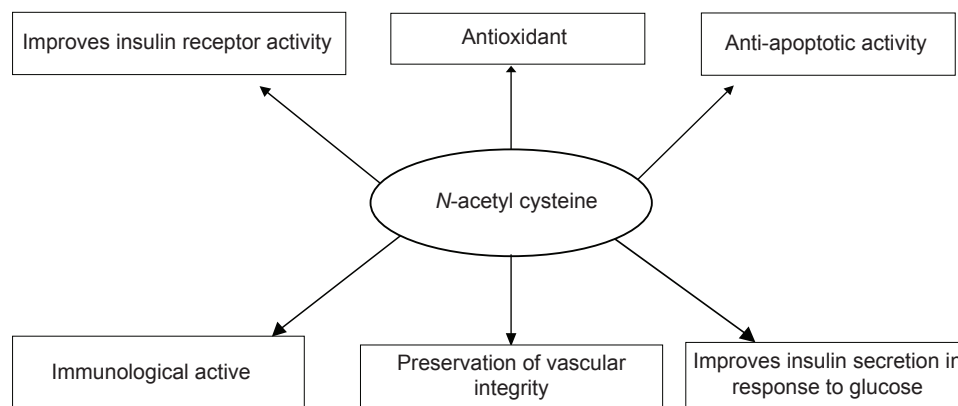 Improves insulin receptor activity
Antioxidant
Anti-apoptotic activity
N-acetyl cysteine
Immunological active
Preservation of vascular
integrity
Improves insulin secretion in
response to glucose